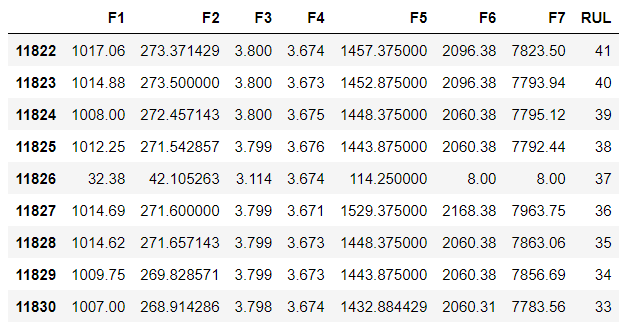 F1 F2 F3 F4 F5 F6 F7 RUL
11822 1017.06 273.371429 3.800 3.674 1457.375000 2096.38 7823.50 41
11823 1014.88 273.500000 3.800 3.673 1452.875000 2096.38 7793.94 40
11824 1008.00 272.457143 3.800 3.675 1448.375000 2060.38 7795.12 39
11825 1012.25 271.542857 3.799 3.676 1443.875000 2060.38 7792.44 38
11826 32.38 42.105263 3.114 3.674 114.250000 8.00 8.00 37
11827 1014.69 271.600000 3.799 3.671 1529.375000 2168.38 7963.75 36
11828 1014.62 271.657143 3.799 3.673 1448.375000 2060.38 7863.06 35
11829 1009.75 269.828571 3.799 3.673 1443.875000 2060.38 7856.69 34
11830 1007.00 268.914286 3.798 3.674 1432.884429 2060.31 7783.56 33